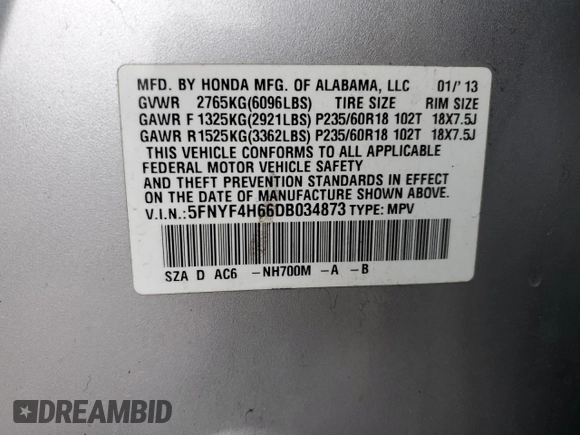 MFD. BY HONDA MFG. OF ALABAMA, LLC 01/'13
GVWR 2765KG(6096LBS) TIRE SIZE RIM SIZE
GAWR F 1325KG(2921LBS) P235/60R18 102T 18X7.5J
GAWR R 1525KG(3362LBS) P235/60R18 102T 18X7.5J
THIS VEHICLE CONFORMS TO ALL APPLICABLE
FEDERAL MOTOR VEHICLE SAFETY
AND THEFT PREVENTION STANDARDS IN EFFECT
ON THE DATE OF MANUFACTURE SHOWN ABOVE.
V.I.N.: 5FNYF4H66DB034873 TYPE: MPV
SZA D AC6 -NH700M -A -B
DREAMBID